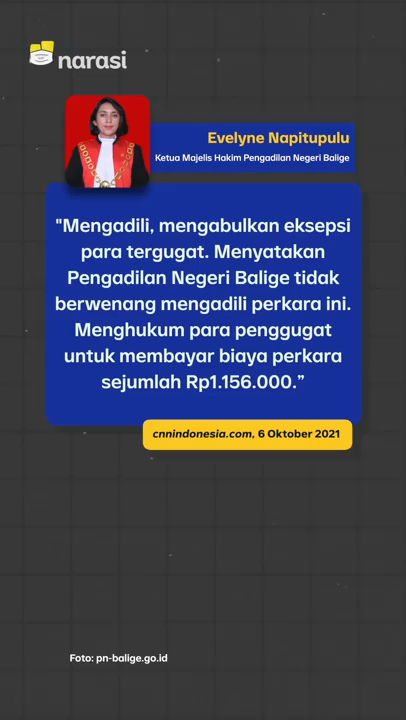 narasi
Evelyne Napitupulu
Ketua Majelis Hakim Pengadilan Negeri Balige
"Mengadili, mengabulkan eksepsi
para tergugat. Menyatakan
Pengadilan Negeri Balige tidak
berwenang mengadili perkara ini.
Menghukum para penggugat
untuk membayar biaya perkara
sejumlah Rp1.156.000.”
cnnindonesia.com, 6 Oktober 2021
Foto: pn-balige.go.id